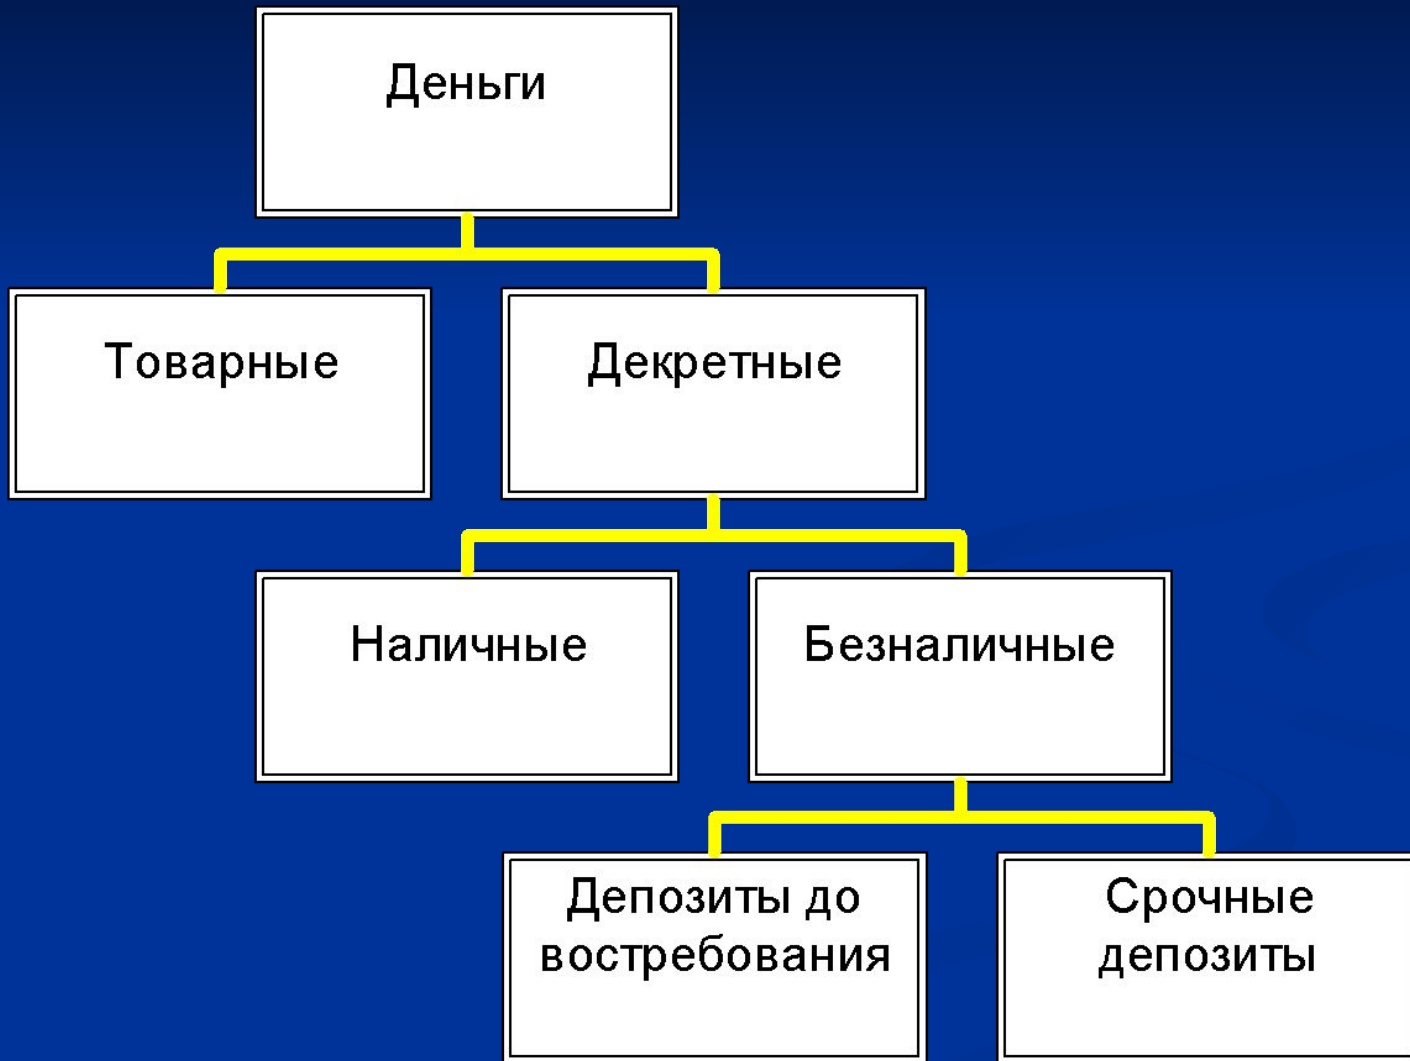 Деньги
Товарные
Декретные
Наличные
Безналичные
Депозиты до
востребования
Срочные
депозиты